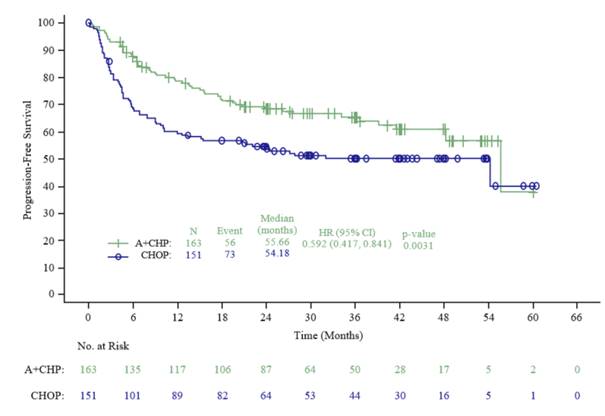 Progression-Free Survival
100
90
80
70
60
50
40
30
20
10
0
N Event Median (months) HR (95% CI) p-value
A+CHP: 163 56 55.66 0.592 (0.417, 0.841) 0.0031
CHOP: 151 73 54.18
0 6 12 18 24 30 36 42 48 54 60 66
Time (Months)
No. at Risk
A+CHP: 163 135 117 106 87 64 50 28 17 5 2 0
CHOP: 151 101 89 82 64 53 44 30 16 5 1 0